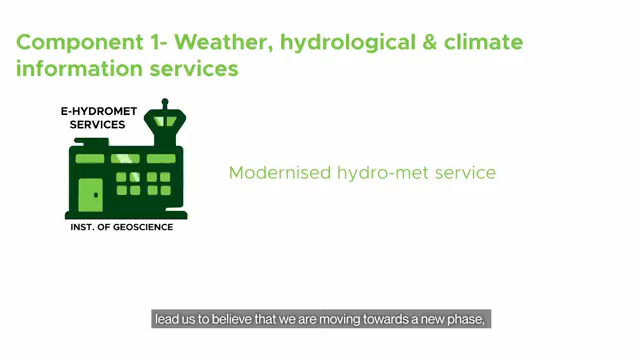 Component 1- Weather, hydrological & climate
information services
E-HYDROMET
SERVICES
Modernised hydro-met service
INST. OF GEOSCIENCE
lead us to believe that we are moving towards a new phase,